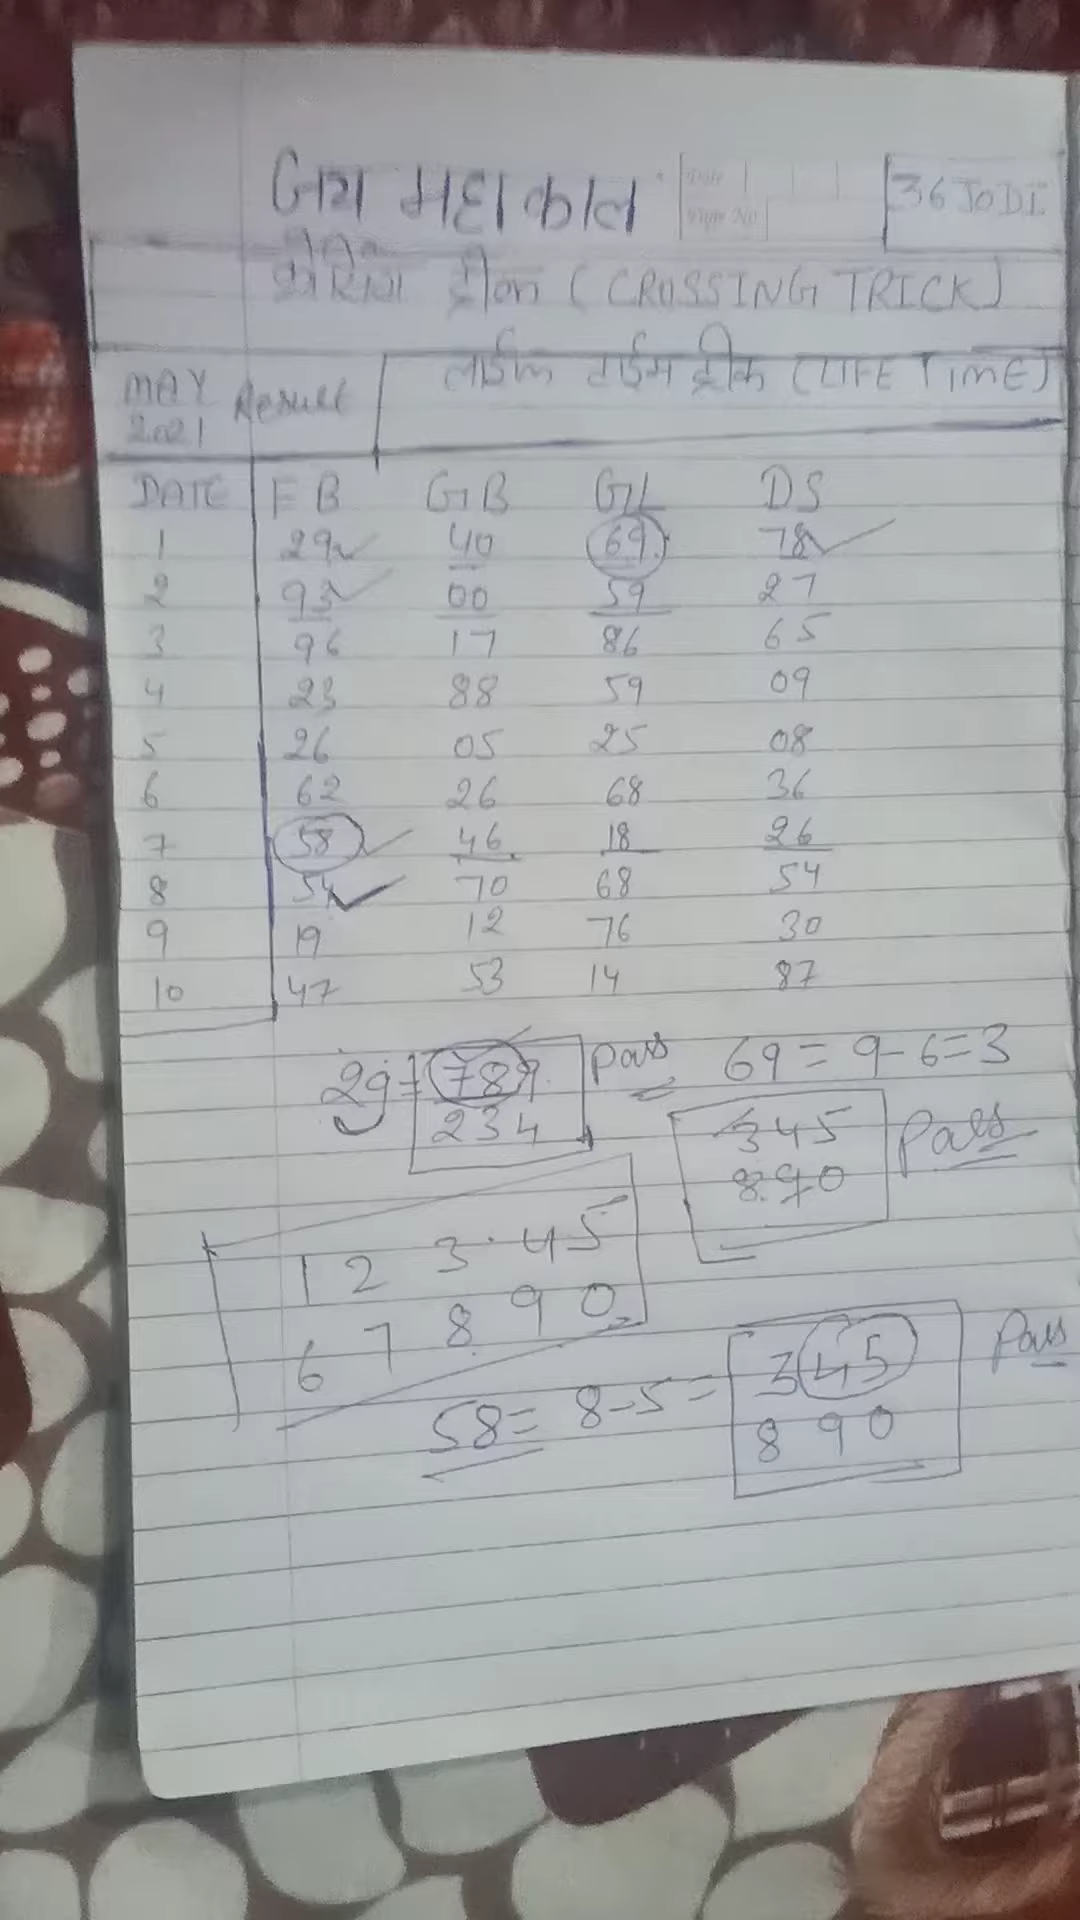 जय महाकाल
36 JODI
ट्रीक (CROSSING TRICK)
लाईफ टाईम ट्रीक (LIFE TIME)
MAY Result
2021
DATE FB GB GL DS
1 29 40 69 78
2 93 00 59 27
3 96 17 86 65
4 23 88 59 09
5 26 05 25 08
6 62 26 68 36
7 58 46 18 26
8 54 70 68 54
9 19 12 76 30
10 47 53 14 87
29 = 789 Pass 69 = 9-6=3
234
345 Pass
890
1 2 3 4 5
6 7 8 9 0
58 = 8-5 = 345 Pass
890